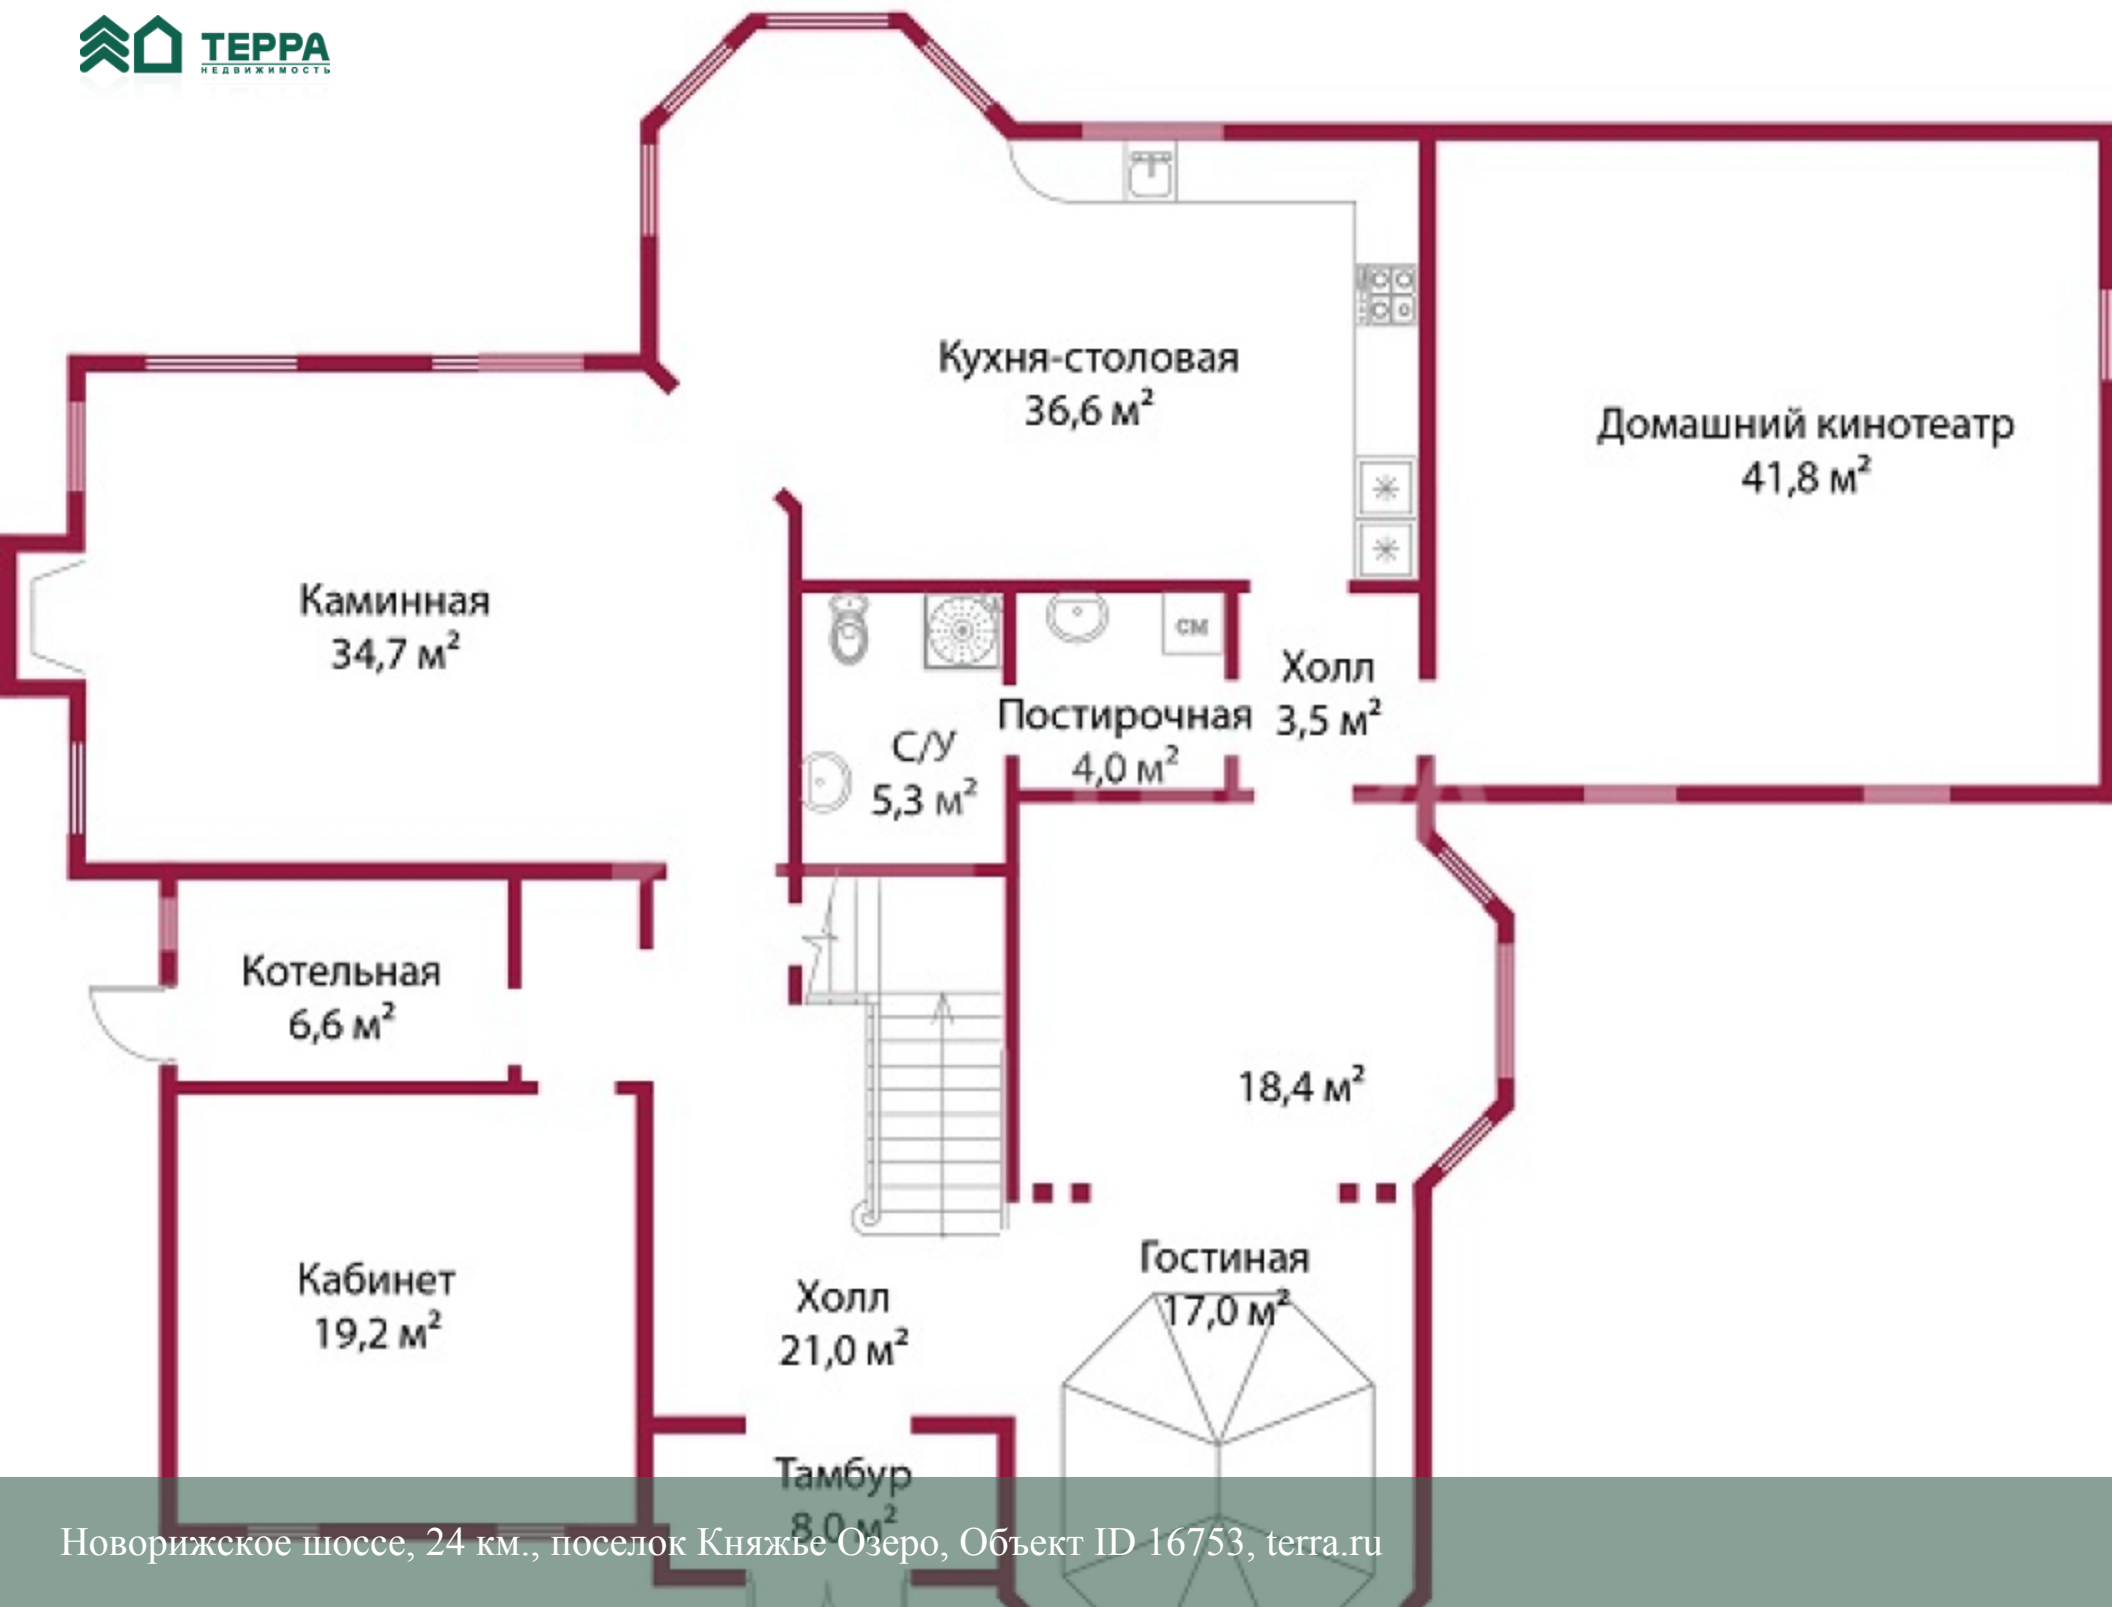 ТЕРРА
НЕДВИЖИМОСТЬ
Кухня-столовая
36,6 м²
Домашний кинотеатр
41,8 м²
Каминная
34,7 м²
СМ
Холл
3,5 м²
Постирочная
4,0 м²
С/У
5,3 м²
Котельная
6,6 м²
18,4 м²
Гостиная
17,0 м²
Кабинет
19,2 м²
Холл
21,0 м²
Тамбур
8,0 м²
Новорижское шоссе, 24 км., поселок Княжье Озеро, Объект ID 16753, terra.ru